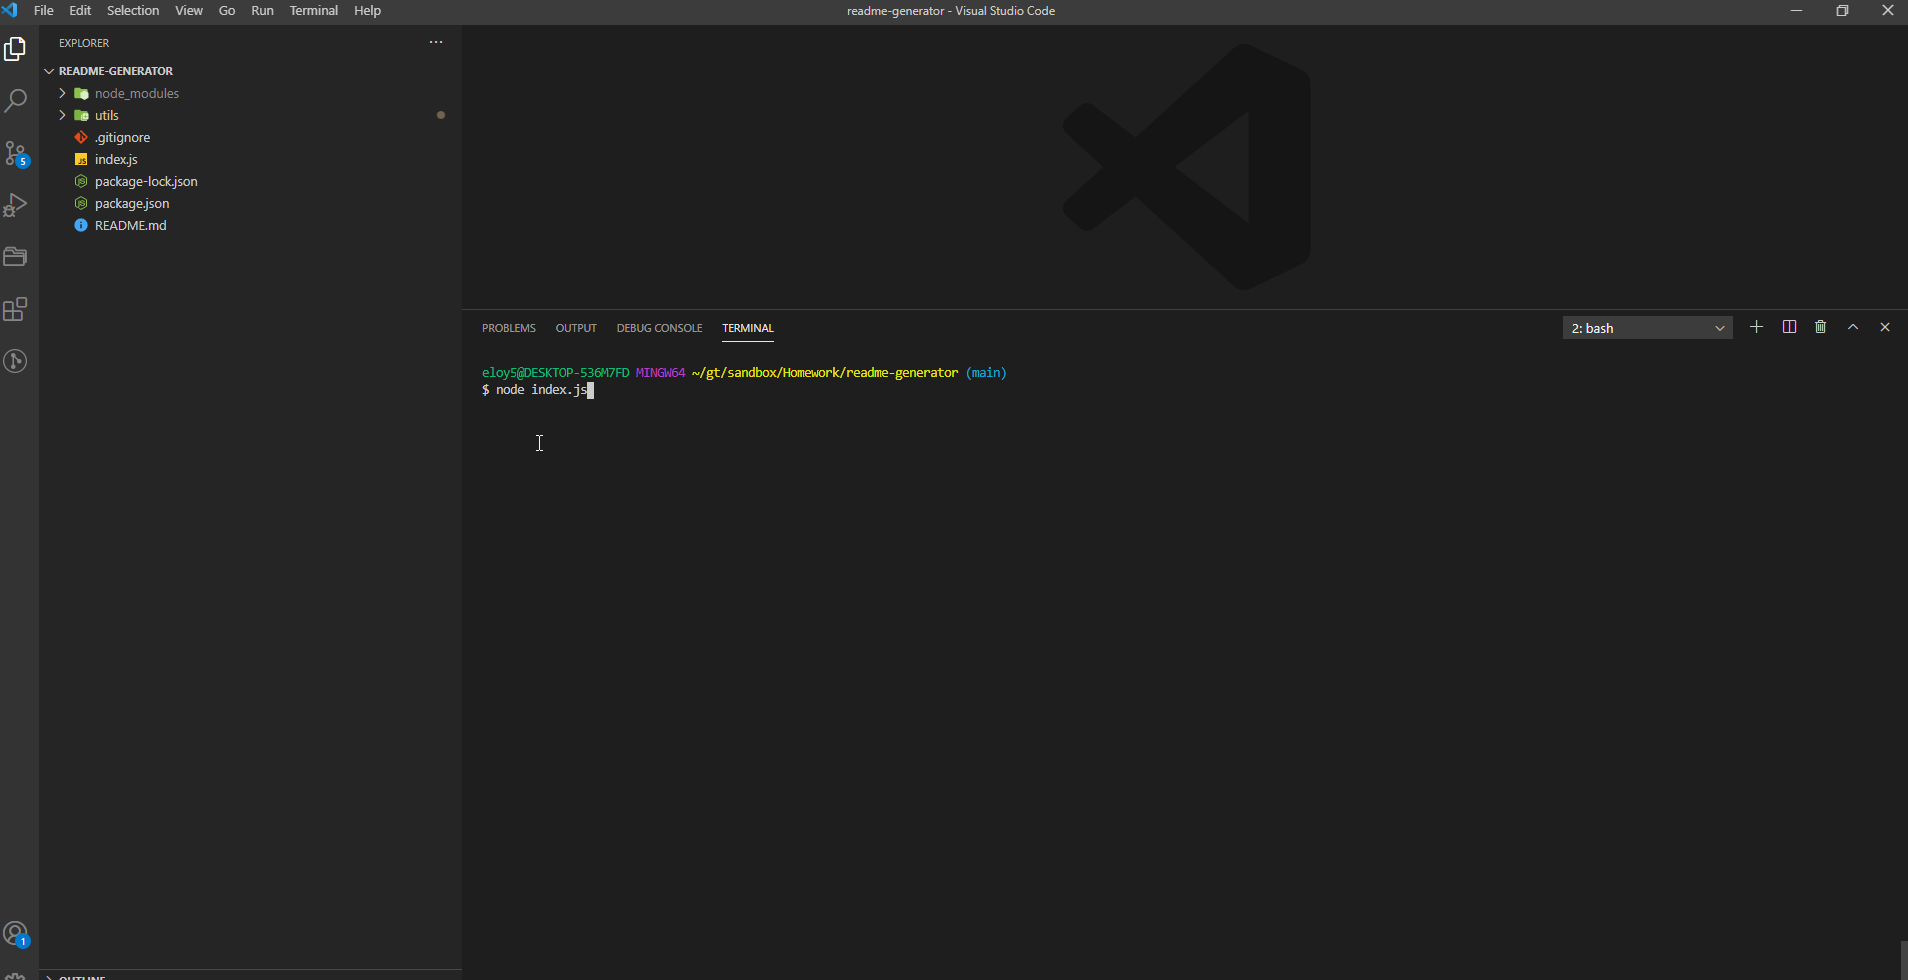 File Edit Selection View Go Run Terminal Help
readme-generator - Visual Studio Code
EXPLORER
README-GENERATOR
node_modules
utils
.gitignore
JS index.js
package-lock.json
package.json
README.md
5
1
OUTLINE
PROBLEMS OUTPUT DEBUG CONSOLE TERMINAL
2: bash
eloy5@DESKTOP-536M7FD MINGW64 ~/gt/sandbox/Homework/readme-generator (main)
$ node index.js